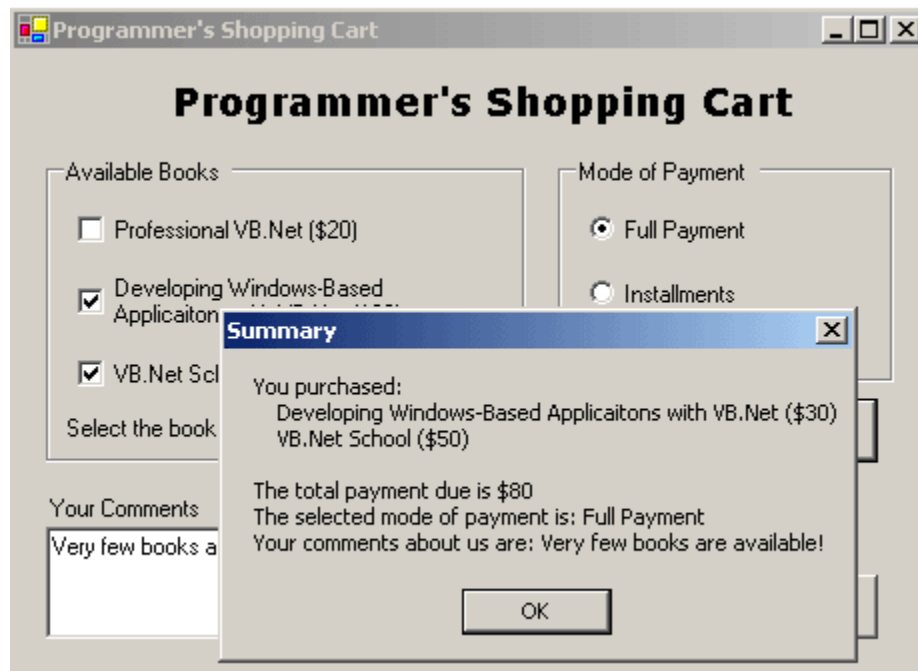 Programmer's Shopping Cart
Programmer's Shopping Cart
Available Books
Professional VB.Net ($20)
Developing Windows-Based
Applicaiton
VB.Net Scl
Select the book
Mode of Payment
Full Payment
Installments
Your Comments
Very few books a
Summary
You purchased:
Developing Windows-Based Applicaitons with VB.Net ($30)
VB.Net School ($50)
The total payment due is $80
The selected mode of payment is: Full Payment
Your comments about us are: Very few books are available!
OK